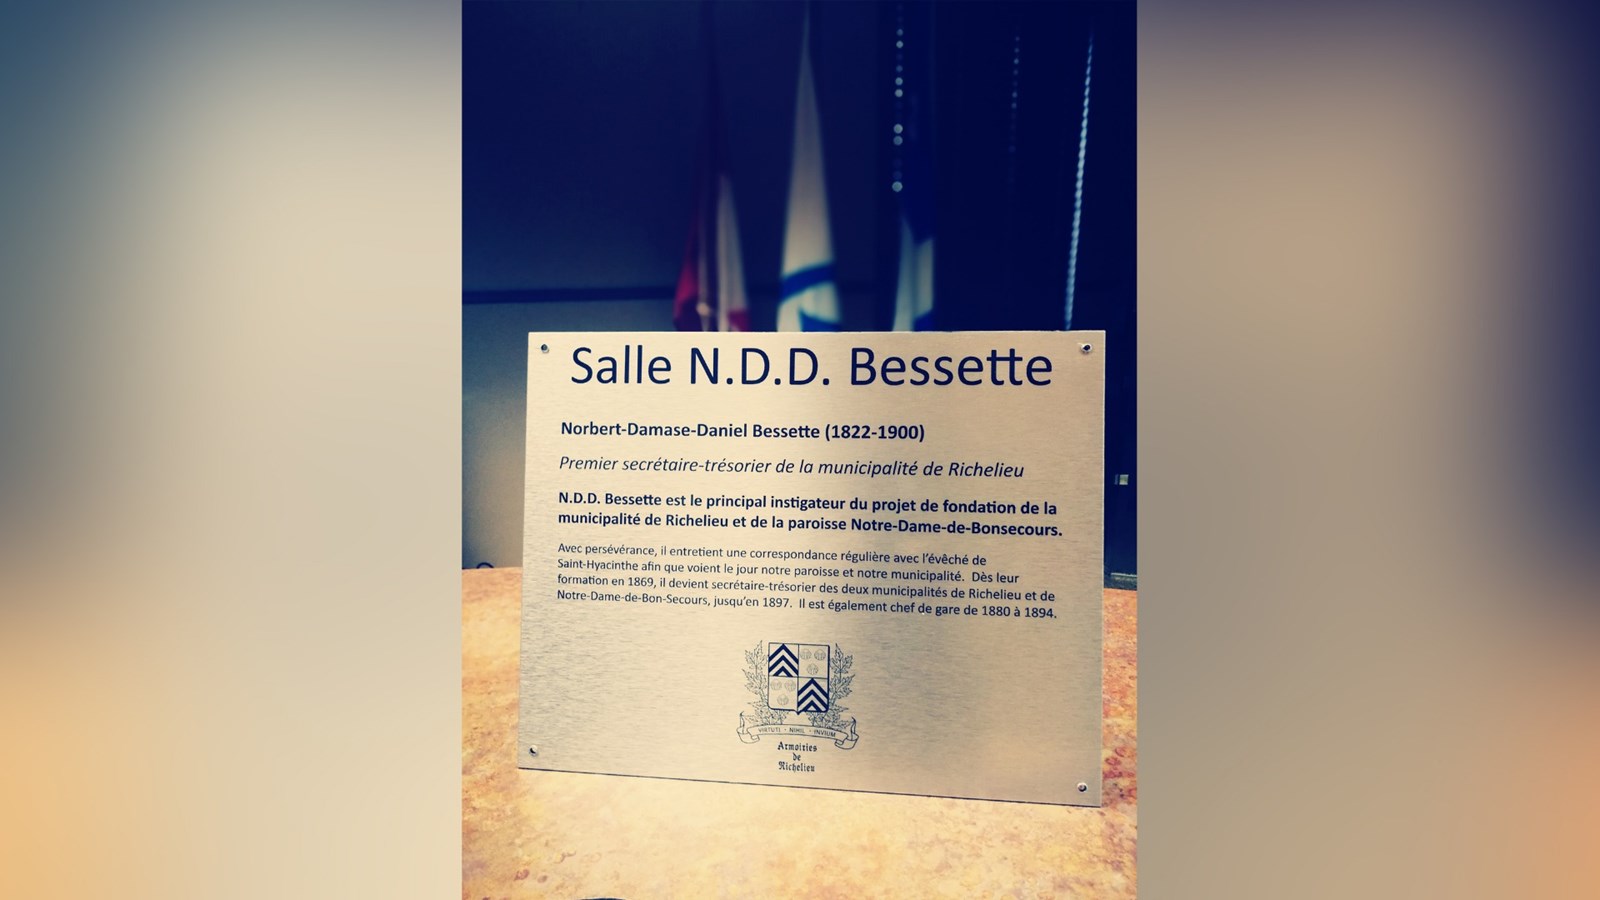 Salle N.D.D. Bessette
Norbert-Damase-Daniel Bessette (1822-1900)
Premier secrétaire-trésorier de la municipalité de Richelieu
N.D.D. Bessette est le principal instigateur du projet de fondation de la
municipalité de Richelieu et de la paroisse Notre-Dame-de-Bonsecours.
Avec persévérance, il entretient une correspondance régulière avec l'évêché de
Saint-Hyacinthe afin que voient le jour notre paroisse et notre municipalité. Dès leur
formation en 1869, il devient secrétaire-trésorier des deux municipalités de Richelieu et de
Notre-Dame-de-Bon-Secours, jusqu'en 1897. Il est également chef de gare de 1880 à 1894.
VIRTUTI · NIHIL · INVIUM
Armoiries
de
Richelieu